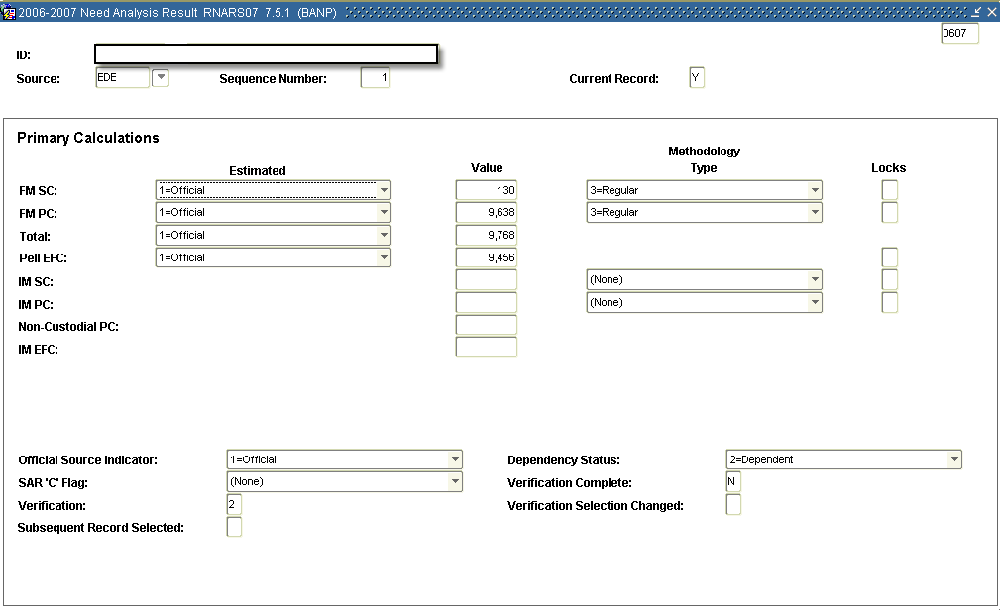 2006-2007 Need Analysis Result RNARS07 7.5.1 (BANP)
0607
ID:
Source: EDE Sequence Number: 1 Current Record: Y
Primary Calculations
Estimated Value Methodology Type Locks
FM SC: 1=Official 130 3=Regular
FM PC: 1=Official 9,638 3=Regular
Total: 1=Official 9,768
Pell EFC: 1=Official 9,456
IM SC: (None)
IM PC: (None)
Non-Custodial PC:
IM EFC:
Official Source Indicator: 1=Official Dependency Status: 2=Dependent
SAR 'C' Flag: (None) Verification Complete: N
Verification: 2 Verification Selection Changed:
Subsequent Record Selected: